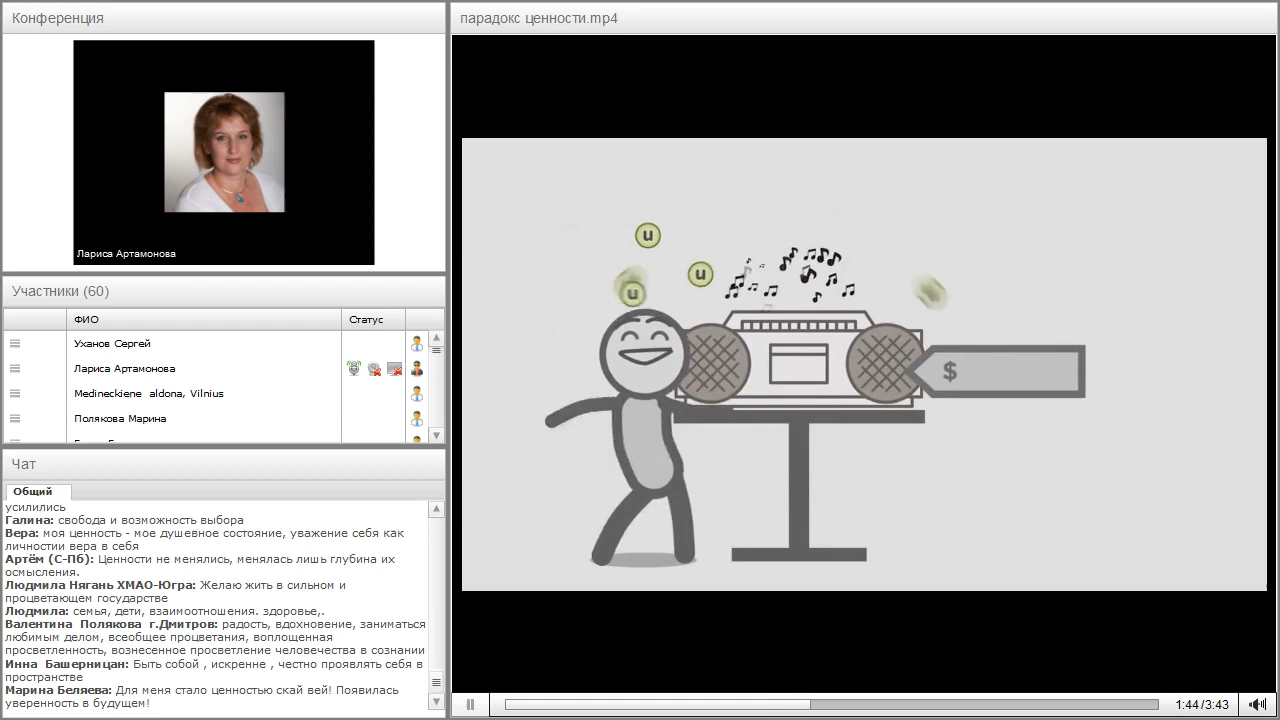 Конференция
Лариса Артамонова
Участники (60)
ФИО
Статус
Уханов Сергей
Лариса Артамонова
Medineckiene aldona, Vilnius
Полякова Марина
Чат
Общий
усилились
Галина: свобода и возможность выбора
Вера: моя ценность - мое душевное состояние, уважение себя как
личностии вера в себя
Артём (С-Пб): Ценности не менялись, менялась лишь глубина их
осмысления.
Людмила Нягань ХМАО-Югра: Желаю жить в сильном и
процветающем государстве
Людмила: семья, дети, взаимоотношения. здоровье,.
Валентина Полякова г.Дмитров: радость, вдохновение, заниматься
любимым делом, всеобщее процветания, воплощенная
просветленность, вознесенное просветление человечества в сознании
Инна Башерницан: Быть собой , искренне , честно проявлять себя в
пространстве
Марина Беляева: Для меня стало ценностью скай вей! Появилась
уверенность в будущем!
парадокс ценности.mp4
u
u
u
$
1:44/3:43